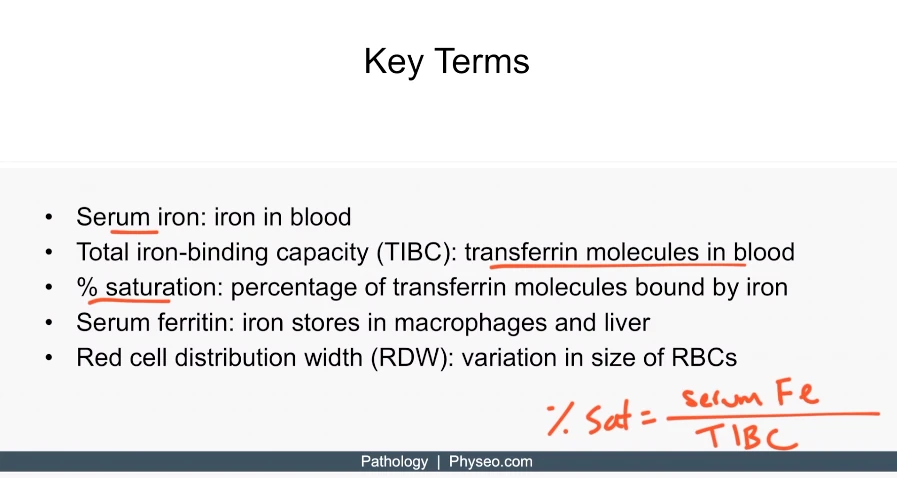 Key Terms
• Serum iron: iron in blood
• Total iron-binding capacity (TIBC): transferrin molecules in blood
• % saturation: percentage of transferrin molecules bound by iron
• Serum ferritin: iron stores in macrophages and liver
• Red cell distribution width (RDW): variation in size of RBCs
% Sat = serum Fe
TIBC
Pathology | Physeo.com